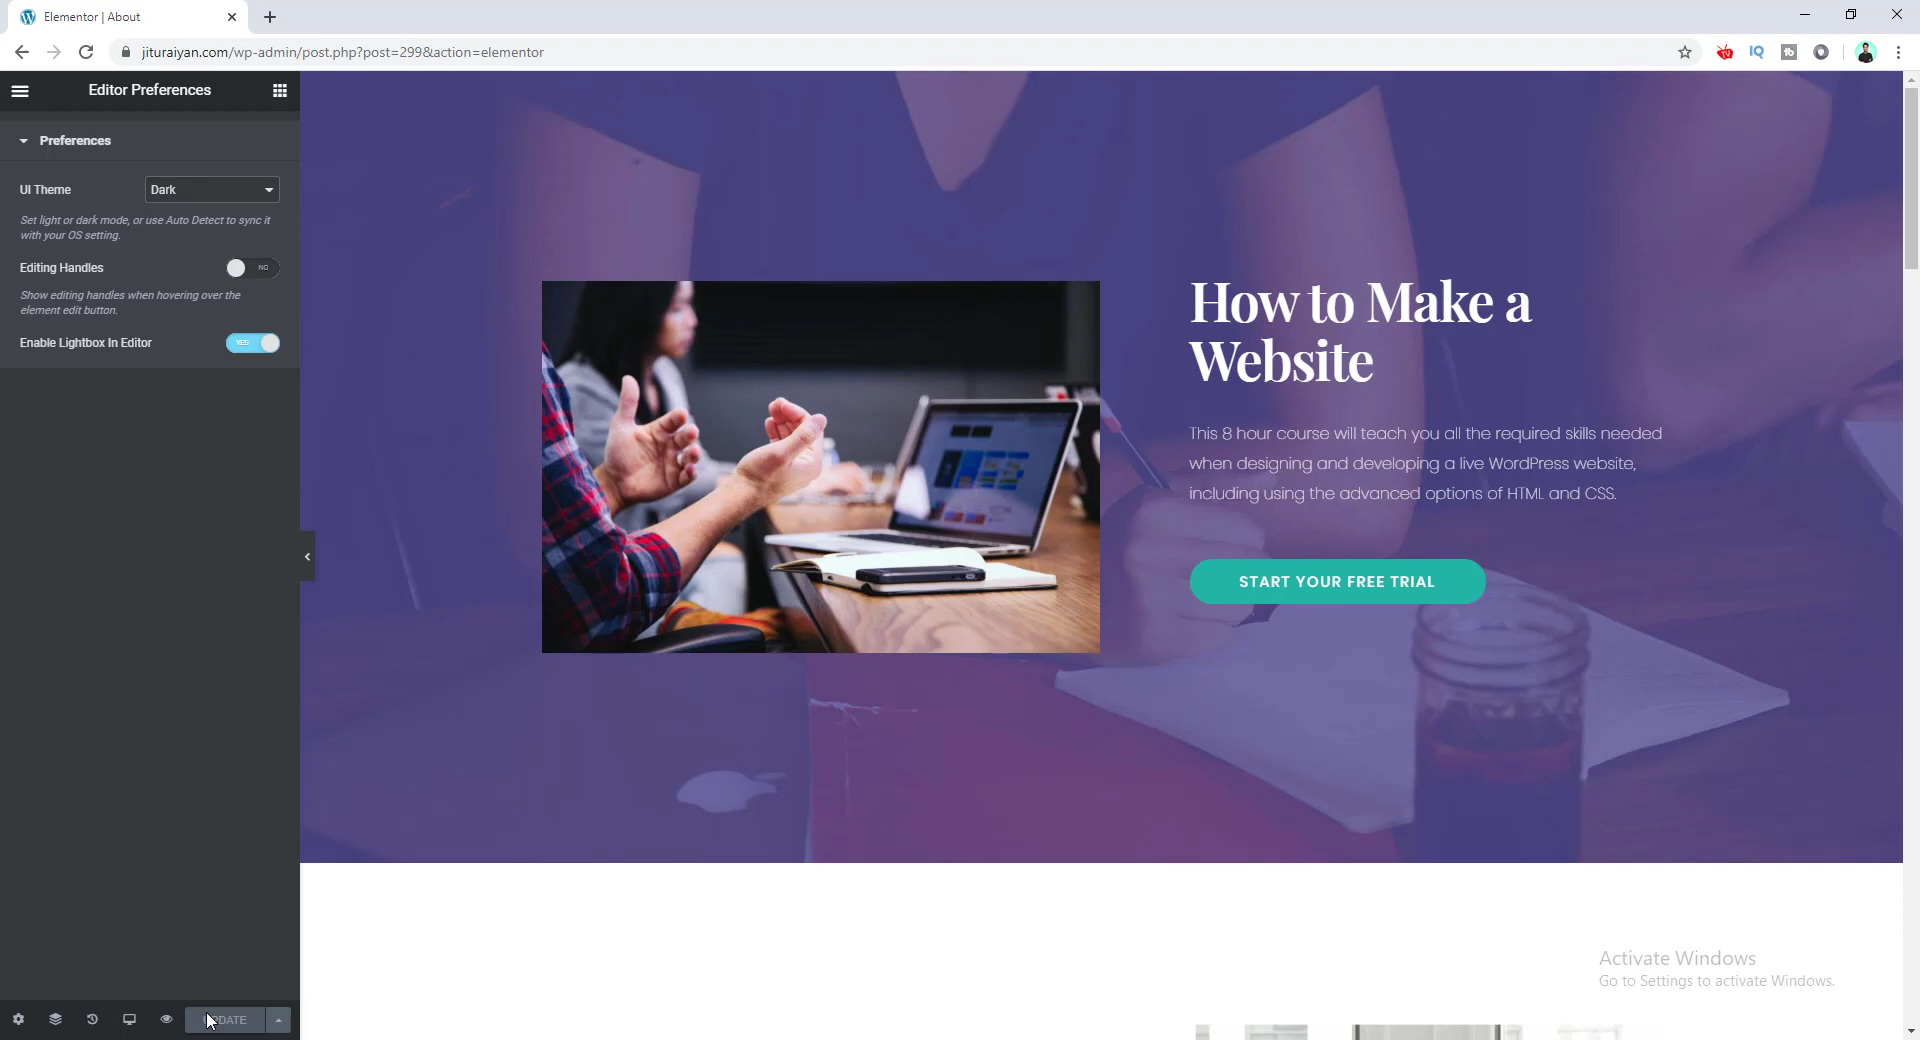 Elementor | About
jituraiyan.com/wp-admin/post.php?post=299&action=elementor
IQ
Editor Preferences
Preferences
UI Theme
Dark
Set light or dark mode, or use Auto Detect to sync it
with your OS setting.
Editing Handles
NO
Show editing handles when hovering over the
element edit button.
Enable Lightbox In Editor
YES
How to Make a
Website
This 8 hour course will teach you all the required skills needed
when designing and developing a live WordPress website,
including using the advanced options of HTML and CSS.
START YOUR FREE TRIAL
Activate Windows
Go to Settings to activate Windows.